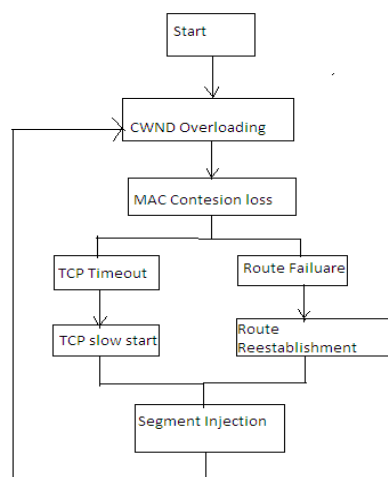 Start
CWND Overloading
MAC Contesion loss
TCP Timeout
Route Failuare
TCP slow start
Route
Reestablishment
Segment Injection